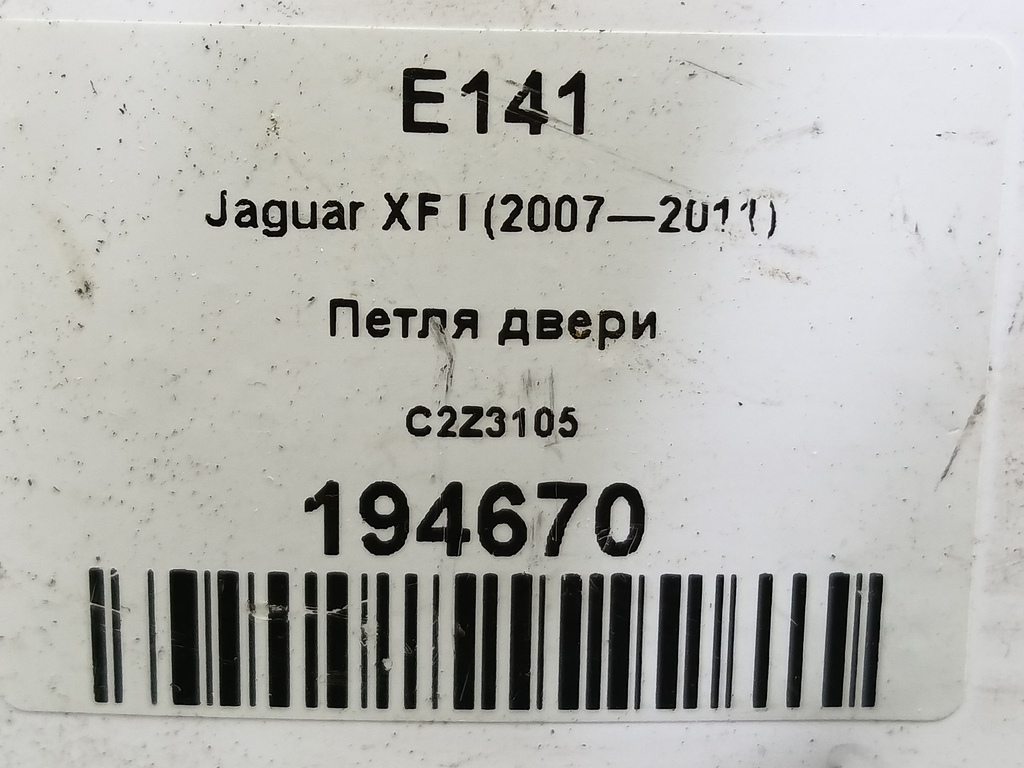 E141
Jaguar XF I (2007—2011)
Петля двери
C2Z3105
194670